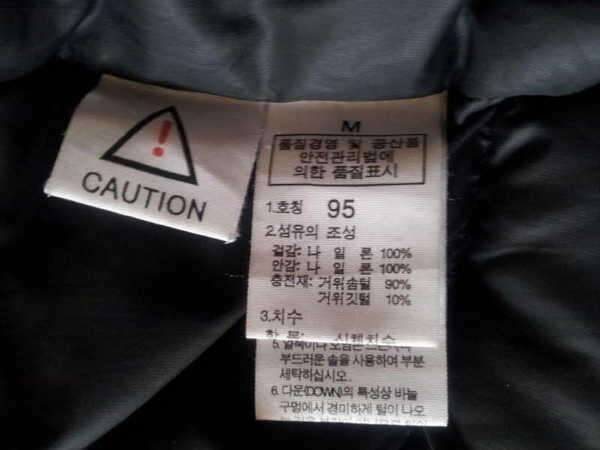 CAUTION
M
품질경영 및 공산품
안전관리법에
의한 품질표시
1.호칭 95
2.섬유의 조성
겉감: 나 일 론 100%
안감: 나 일 론 100%
충전재: 거위솜털 90%
거위깃털 10%
3.치수
부드러운 솔을 사용하여 부분
세탁하십시오.
6.다운(DOWN)의 특성상 바늘
구멍에서 경미하게 털이 나오